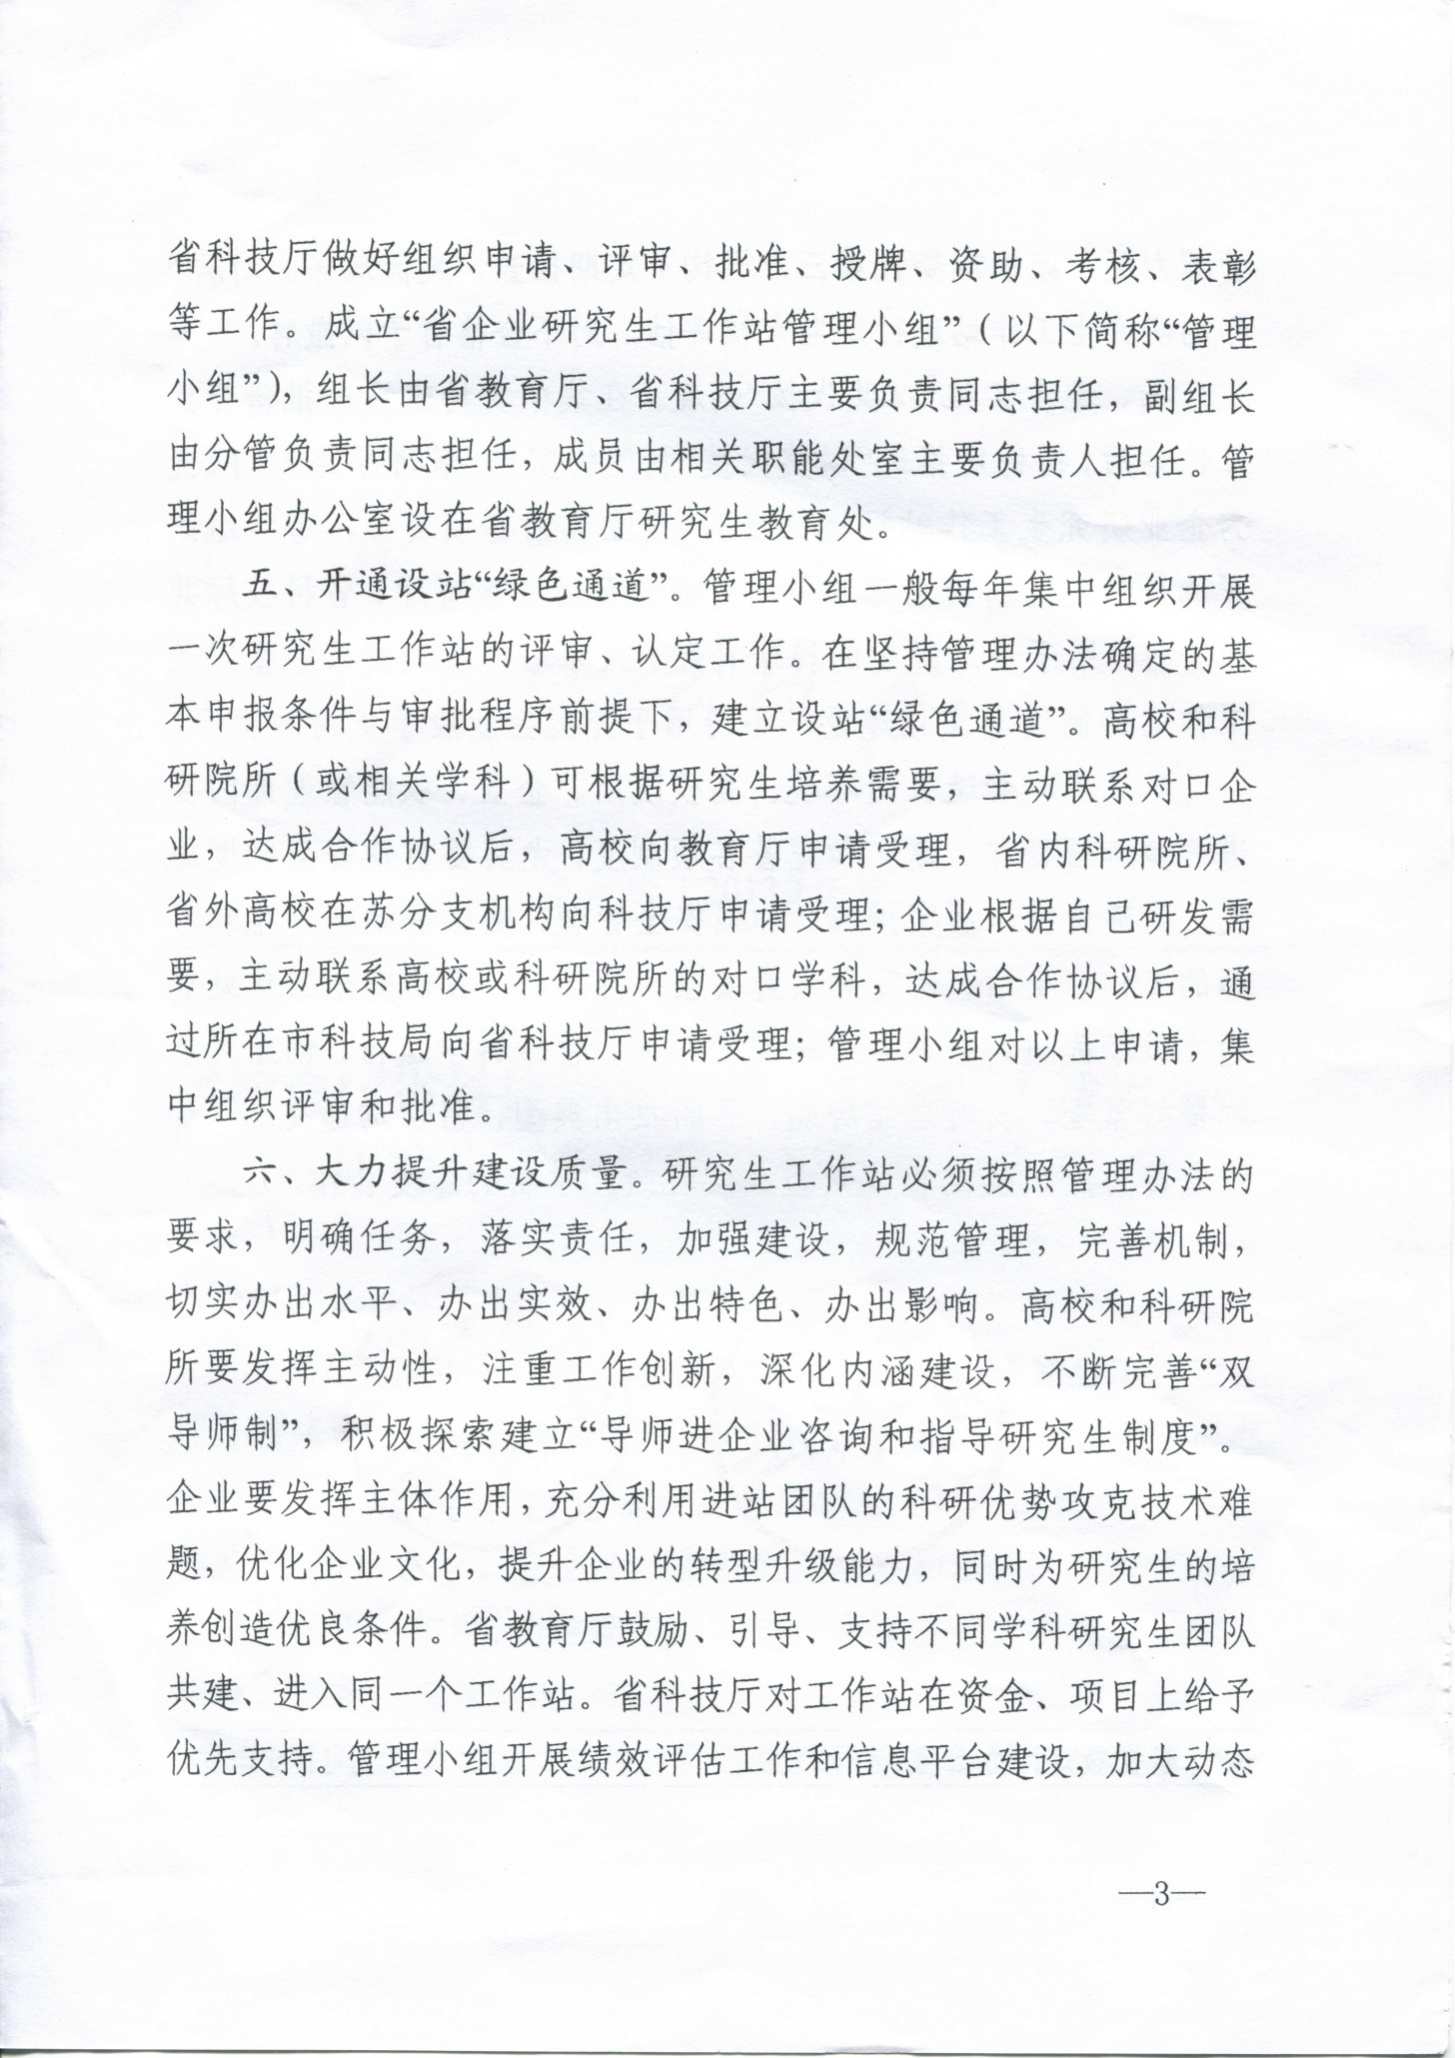 省科技厅做好组织申请、评审、批准、授牌、资助、考核、表彰
等工作。成立“省企业研究生工作站管理小组”（以下简称“管理
小组”），组长由省教育厅、省科技厅主要负责同志担任，副组长
由分管负责同志担任，成员由相关职能处室主要负责人担任。管
理小组办公室设在省教育厅研究生教育处。
五、开通设站“绿色通道”。管理小组一般每年集中组织开展
一次研究生工作站的评审、认定工作。在坚持管理办法确定的基
本申报条件与审批程序前提下，建立设站“绿色通道”。高校和科
研院所（或相关学科）可根据研究生培养需要，主动联系对口企
业，达成合作协议后，高校向教育厅申请受理，省内科研院所、
省外高校在苏分支机构向科技厅申请受理；企业根据自己研发需
要，主动联系高校或科研院所的对口学科，达成合作协议后，通
过所在市科技局向省科技厅申请受理；管理小组对以上申请，集
中组织评审和批准。
六、大力提升建设质量。研究生工作站必须按照管理办法的
要求，明确任务，落实责任，加强建设，规范管理，完善机制，
切实办出水平、办出实效、办出特色、办出影响。高校和科研院
所要发挥主动性，注重工作创新，深化内涵建设，不断完善“双
导师制”，积极探索建立“导师进企业咨询和指导研究生制度”。
企业要发挥主体作用，充分利用进站团队的科研优势攻克技术难
题，优化企业文化，提升企业的转型升级能力，同时为研究生的培
养创造优良条件。省教育厅鼓励、引导、支持不同学科研究生团队
共建、进入同一个工作站。省科技厅对工作站在资金、项目上给予
优先支持。管理小组开展绩效评估工作和信息平台建设，加大动态
—3—